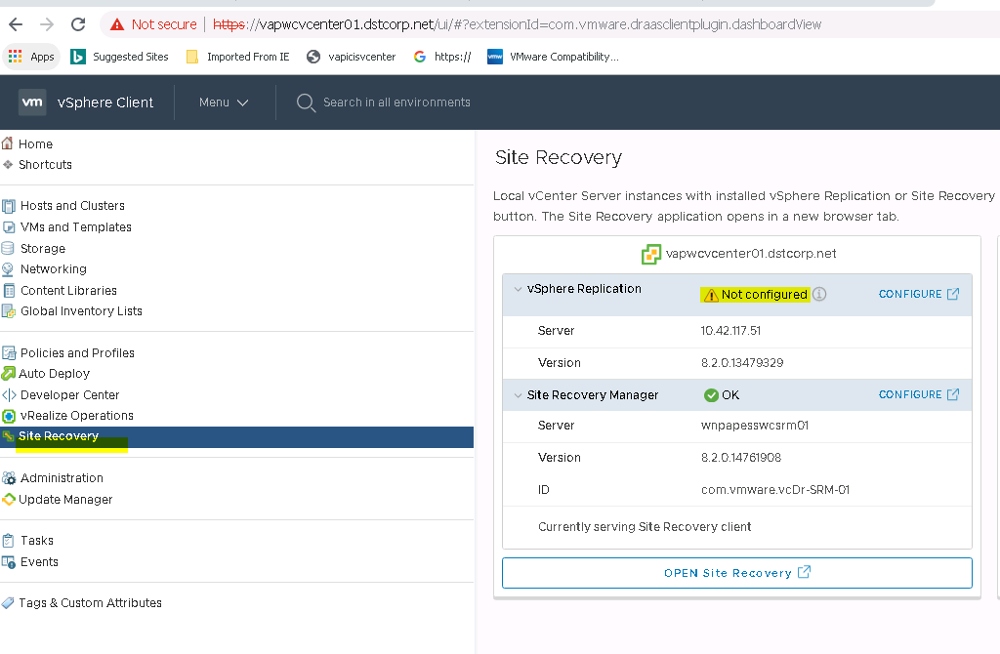 Not secure | https://vapwcvcenter01.dstcorp.net/ui/#?extensionId=com.vmware.draasclientplugin.dashboardView
Apps Suggested Sites Imported From IE vapicisvcenter https:// vmw VMware Compatibility...
vm vSphere Client Menu Search in all environments
Home
Shortcuts
Hosts and Clusters
VMs and Templates
Storage
Networking
Content Libraries
Global Inventory Lists
Policies and Profiles
Auto Deploy
Developer Center
vRealize Operations
Site Recovery
Administration
Update Manager
Tasks
Events
Tags & Custom Attributes
Site Recovery
Local vCenter Server instances with installed vSphere Replication or Site Recovery
button. The Site Recovery application opens in a new browser tab.
vapwcvcenter01.dstcorp.net
vSphere Replication Not configured CONFIGURE
Server 10.42.117.51
Version 8.2.0.13479329
Site Recovery Manager OK CONFIGURE
Server wnpapesswcsrm01
Version 8.2.0.14761908
ID com.vmware.vcDr-SRM-01
Currently serving Site Recovery client
OPEN Site Recovery